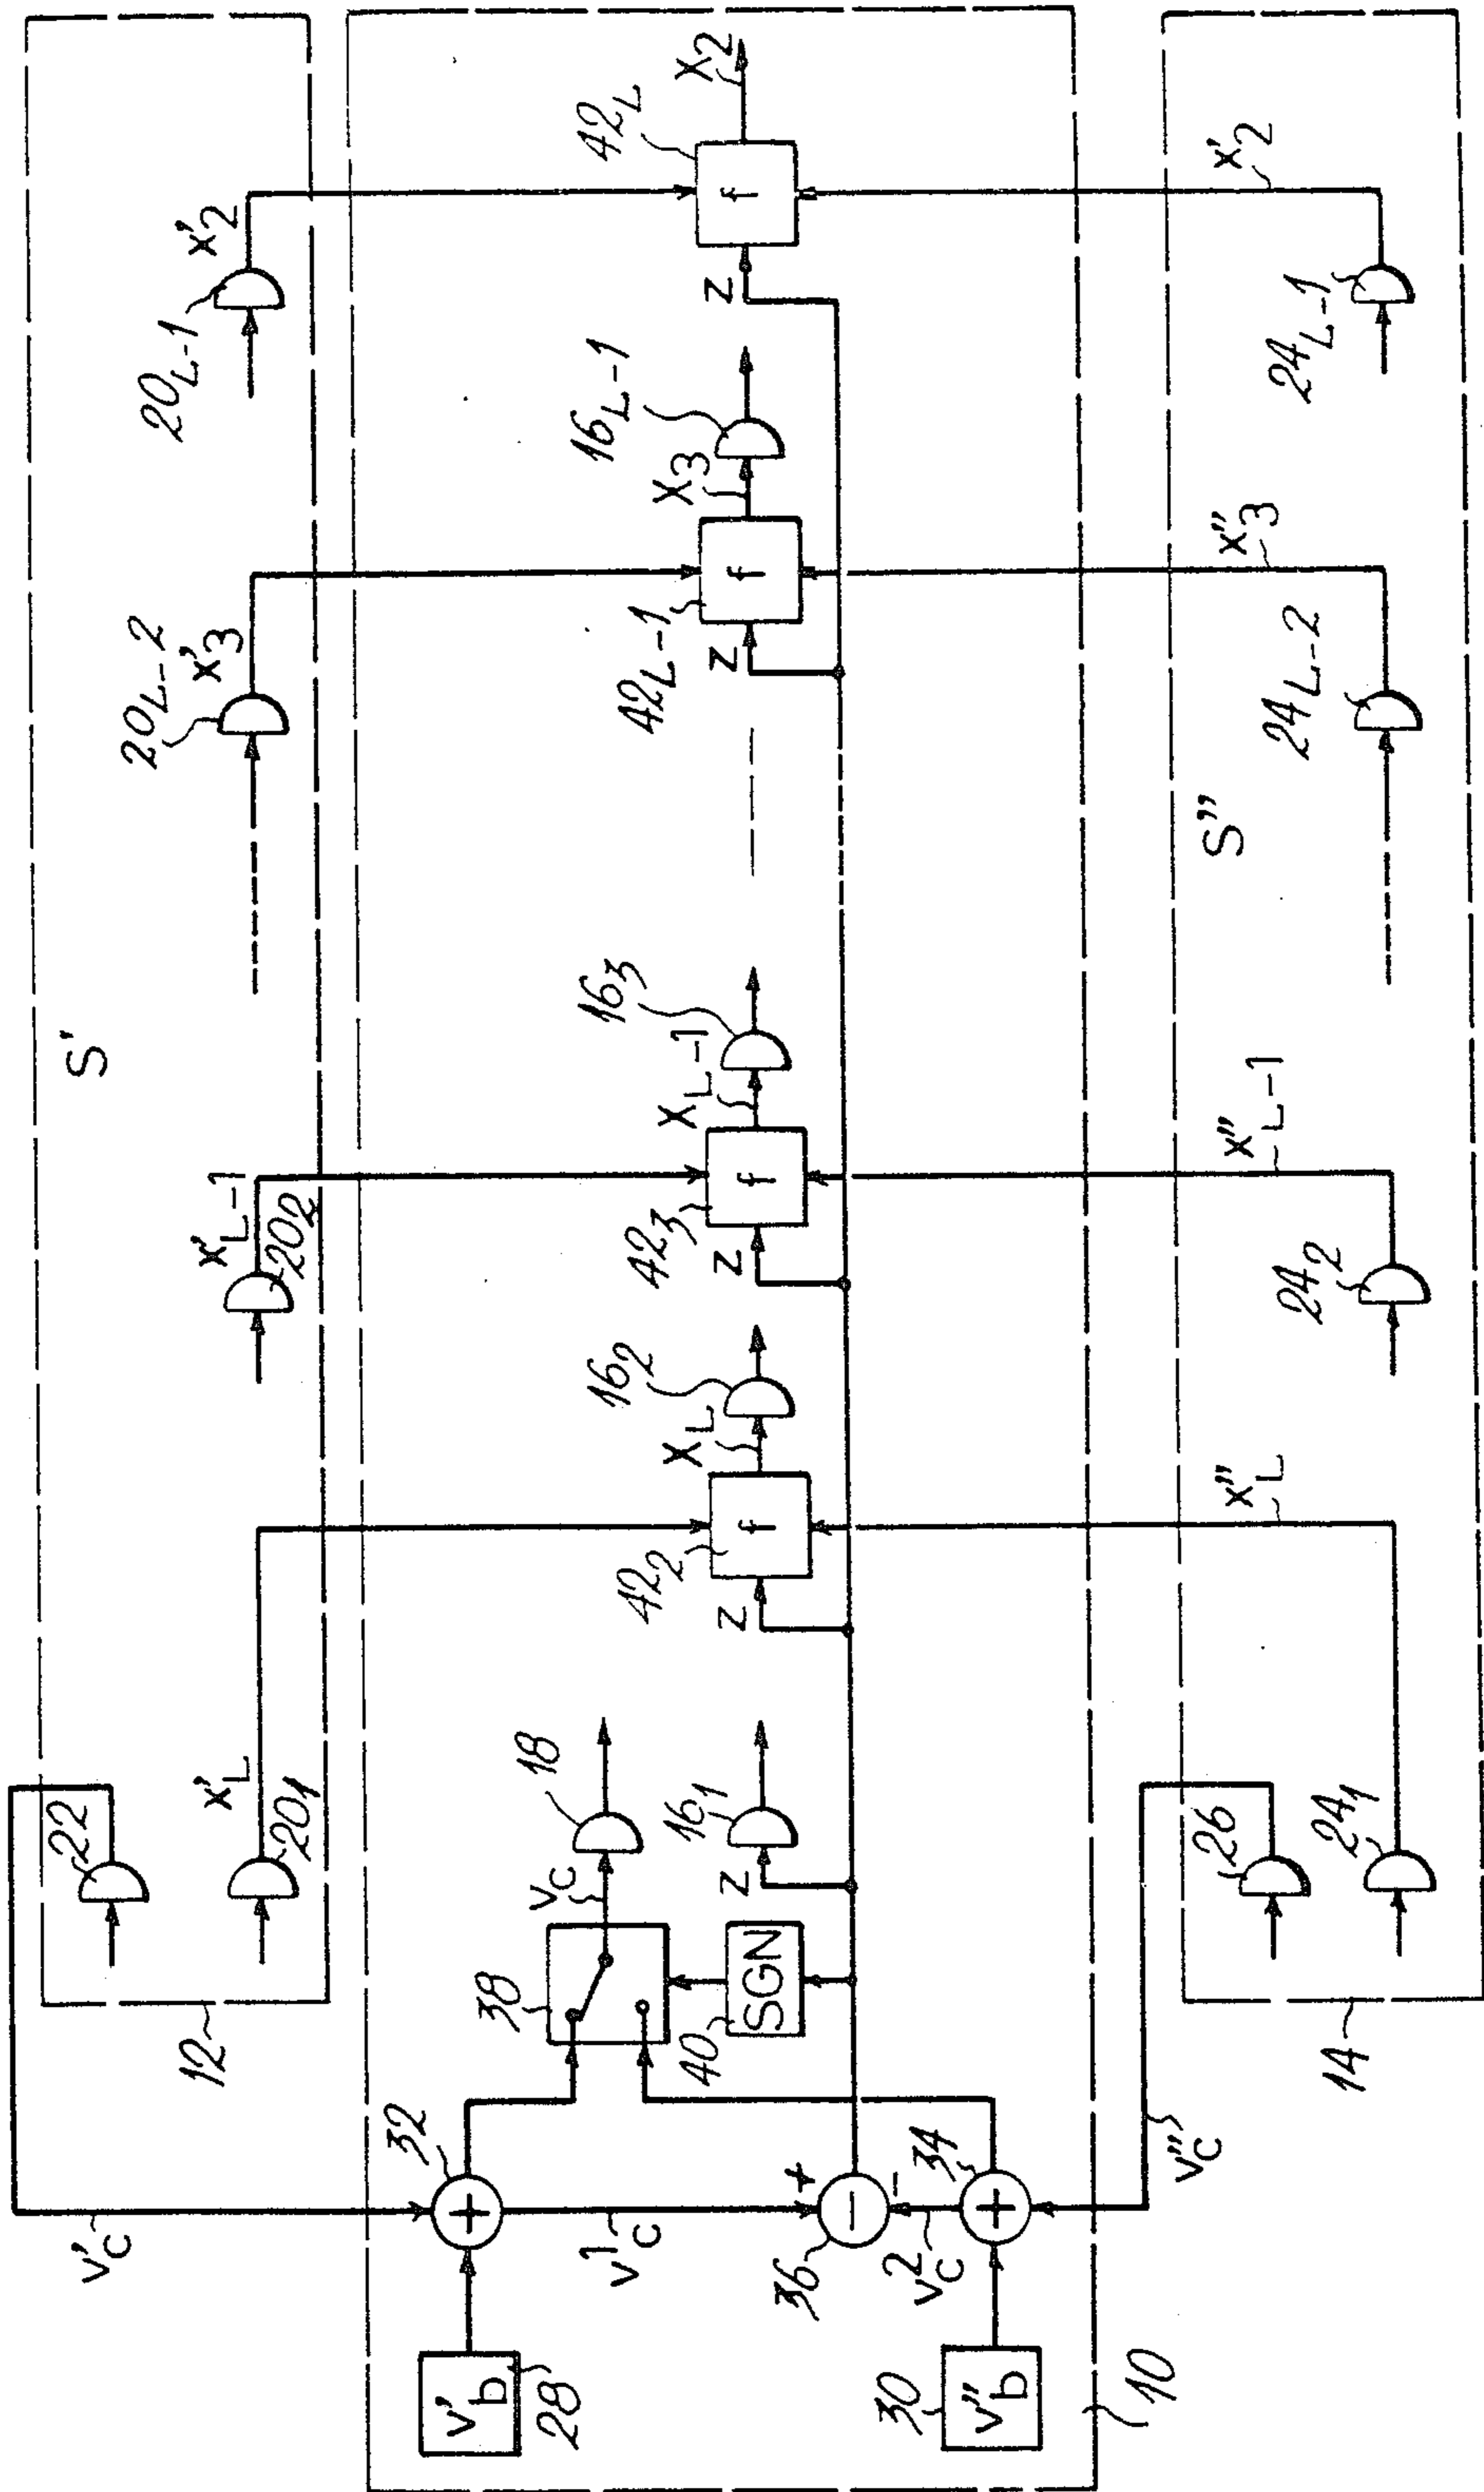 S'
v'c
22
x'L
201
12
x'L-1
202
20L-2
x'3
20L-1
x'2
v'b
28
32
v1c
38
vc
18
40
SGN
z
161
36
+
−
−
+
+
v2c
34
30
v''b
10
z
422
f
XL
162
z
423
f
XL-1
163
z
42L-1
f
X3
16L-1
z
42L
f
X2
v''c
26
241
14
x''L
242
x''L-1
S''
24L-2
x''3
24L-1
x'2